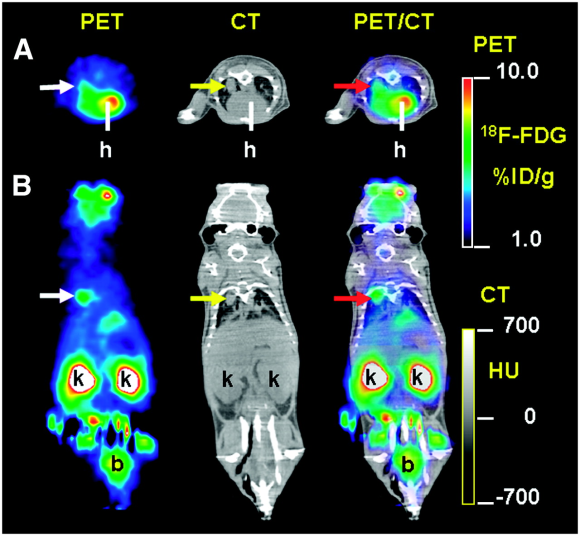 PET CT PET/CT
A
h h h
PET
10.0
18F-FDG
%ID/g
1.0
B
k k k k k k
b b
CT
700
HU
0
-700